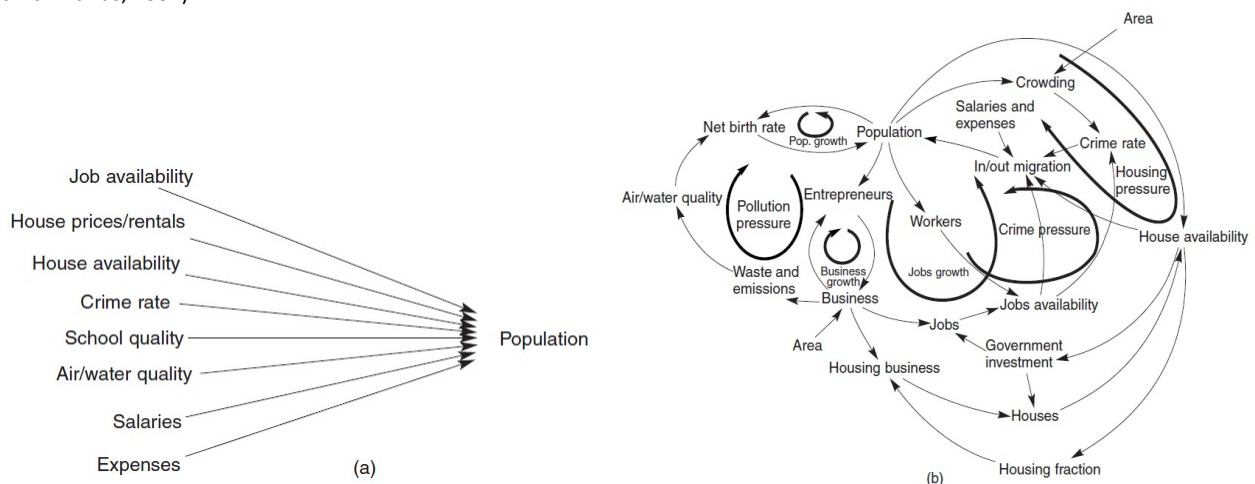 Job availability
House prices/rentals
House availability
Crime rate
School quality
Air/water quality
Salaries
Expenses
Population
(a)
Area
Crowding
Salaries and
expenses
Net birth rate
Pop. growth
Population
Crime rate
In/out migration
Housing
pressure
Air/water quality
Pollution
pressure
Entrepreneurs
Workers
Crime pressure
House availability
Waste and
emissions
Business
growth
Jobs growth
Business
Jobs availability
Jobs
Area
Government
investment
Housing business
Houses
Housing fraction
(b)